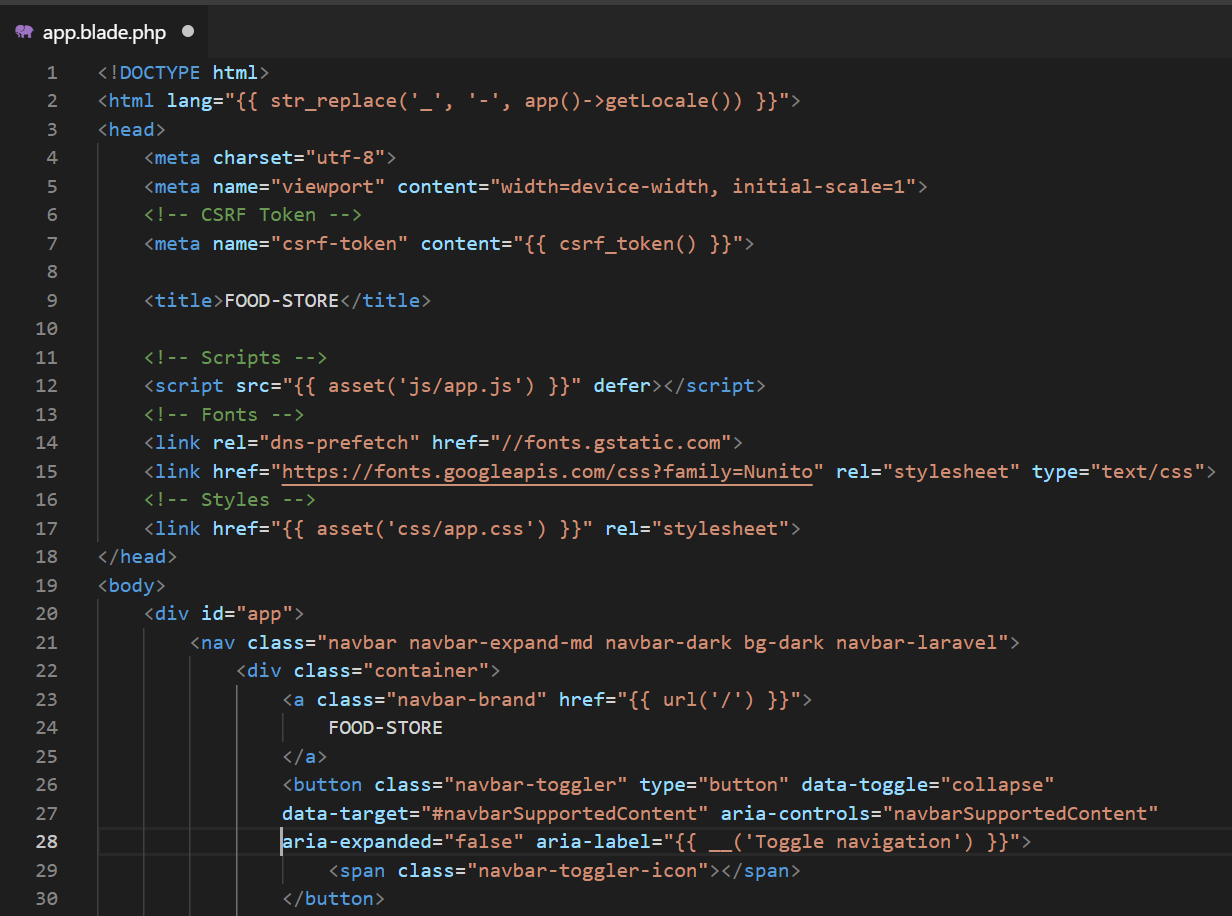 app.blade.php
1 <!DOCTYPE html>
2 <html lang="{{ str_replace('_', '-', app()->getLocale()) }}">
3 <head>
4     <meta charset="utf-8">
5     <meta name="viewport" content="width=device-width, initial-scale=1">
6     <!-- CSRF Token -->
7     <meta name="csrf-token" content="{{ csrf_token() }}">
8
9     <title>FOOD-STORE</title>
10
11     <!-- Scripts -->
12     <script src="{{ asset('js/app.js') }}" defer></script>
13     <!-- Fonts -->
14     <link rel="dns-prefetch" href="//fonts.gstatic.com">
15     <link href="https://fonts.googleapis.com/css?family=Nunito" rel="stylesheet" type="text/css">
16     <!-- Styles -->
17     <link href="{{ asset('css/app.css') }}" rel="stylesheet">
18 </head>
19 <body>
20     <div id="app">
21         <nav class="navbar navbar-expand-md navbar-dark bg-dark navbar-laravel">
22             <div class="container">
23                 <a class="navbar-brand" href="{{ url('/') }}">
24                     FOOD-STORE
25                 </a>
26                 <button class="navbar-toggler" type="button" data-toggle="collapse"
27                 data-target="#navbarSupportedContent" aria-controls="navbarSupportedContent"
28                 aria-expanded="false" aria-label="{{ __('Toggle navigation') }}">
29                     <span class="navbar-toggler-icon"></span>
30                 </button>